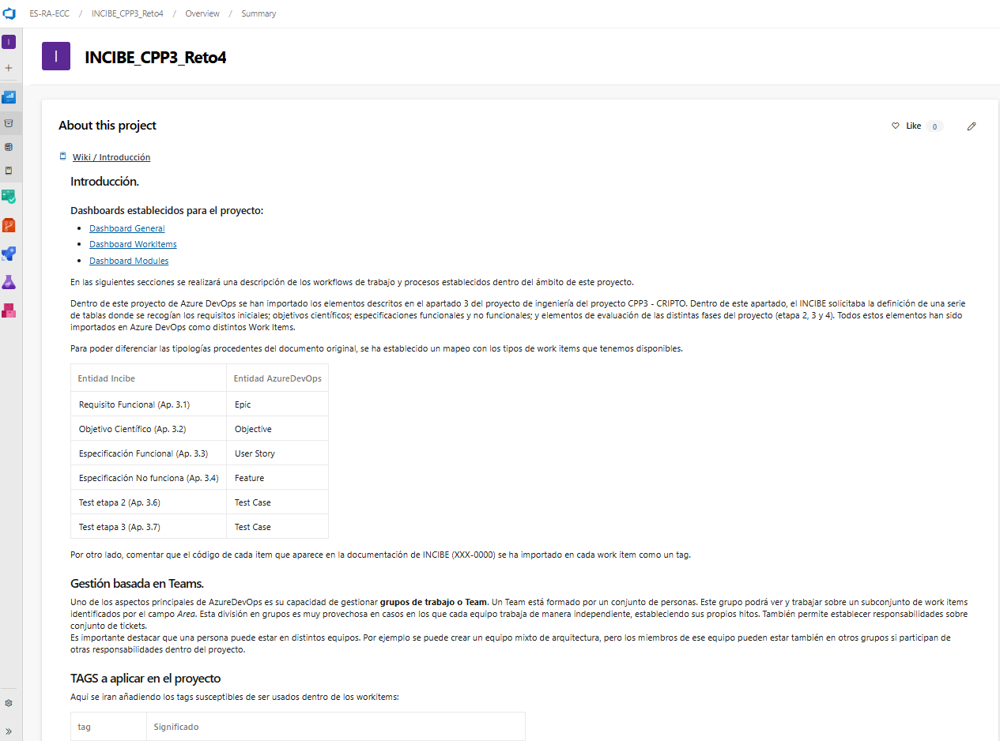 ES-RA-ECC / INCIBE_CPP3_Reto4 / Overview / Summary
I
I
INCIBE_CPP3_Reto4
About this project
Like 0
Wiki / Introducción
Introducción.
Dashboards establecidos para el proyecto:
Dashboard General
Dashboard WorkItems
Dashboard Modules
En las siguientes secciones se realizará una descripción de los workflows de trabajo y procesos establecidos dentro del ámbito de este proyecto.
Dentro de este proyecto de Azure DevOps se han importado los elementos descritos en el apartado 3 del proyecto de ingeniería del proyecto CPP3 - CRIPTO. Dentro de este apartado, el INCIBE solicitaba la definición de una serie
de tablas donde se recogían los requisitos iniciales; objetivos científicos; especificaciones funcionales y no funcionales; y elementos de evaluación de las distintas fases del proyecto (etapa 2, 3 y 4). Todos estos elementos han sido
importados en Azure DevOps como distintos Work Items.
Para poder diferenciar las tipologías procedentes del documento original, se ha establecido un mapeo con los tipos de work items que tenemos disponibles.
Entidad Incibe Entidad AzureDevOps
Requisito Funcional (Ap. 3.1) Epic
Objetivo Científico (Ap. 3.2) Objective
Especificación Funcional (Ap. 3.3) User Story
Especificación No funciona (Ap. 3.4) Feature
Test etapa 2 (Ap. 3.6) Test Case
Test etapa 3 (Ap. 3.7) Test Case
Por otro lado, comentar que el código de cada item que aparece en la documentación de INCIBE (XXX-0000) se ha importado en cada work item como un tag.
Gestión basada en Teams.
Uno de los aspectos principales de AzureDevOps es su capacidad de gestionar grupos de trabajo o Team. Un Team está formado por un conjunto de personas. Este grupo podrá ver y trabajar sobre un subconjunto de work items
identificados por el campo Area. Esta división en grupos es muy provechosa en casos en los que cada equipo trabaja de manera independiente, estableciendo sus propios hitos. También permite establecer responsabilidades sobre
conjunto de tickets.
Es importante destacar que una persona puede estar en distintos equipos. Por ejemplo se puede crear un equipo mixto de arquitectura, pero los miembros de ese equipo pueden estar también en otros grupos si participan de
otras responsabilidades dentro del proyecto.
TAGS a aplicar en el proyecto
Aqui se iran añadiendo los tags susceptibles de ser usados dentro de los workitems:
tag Significado